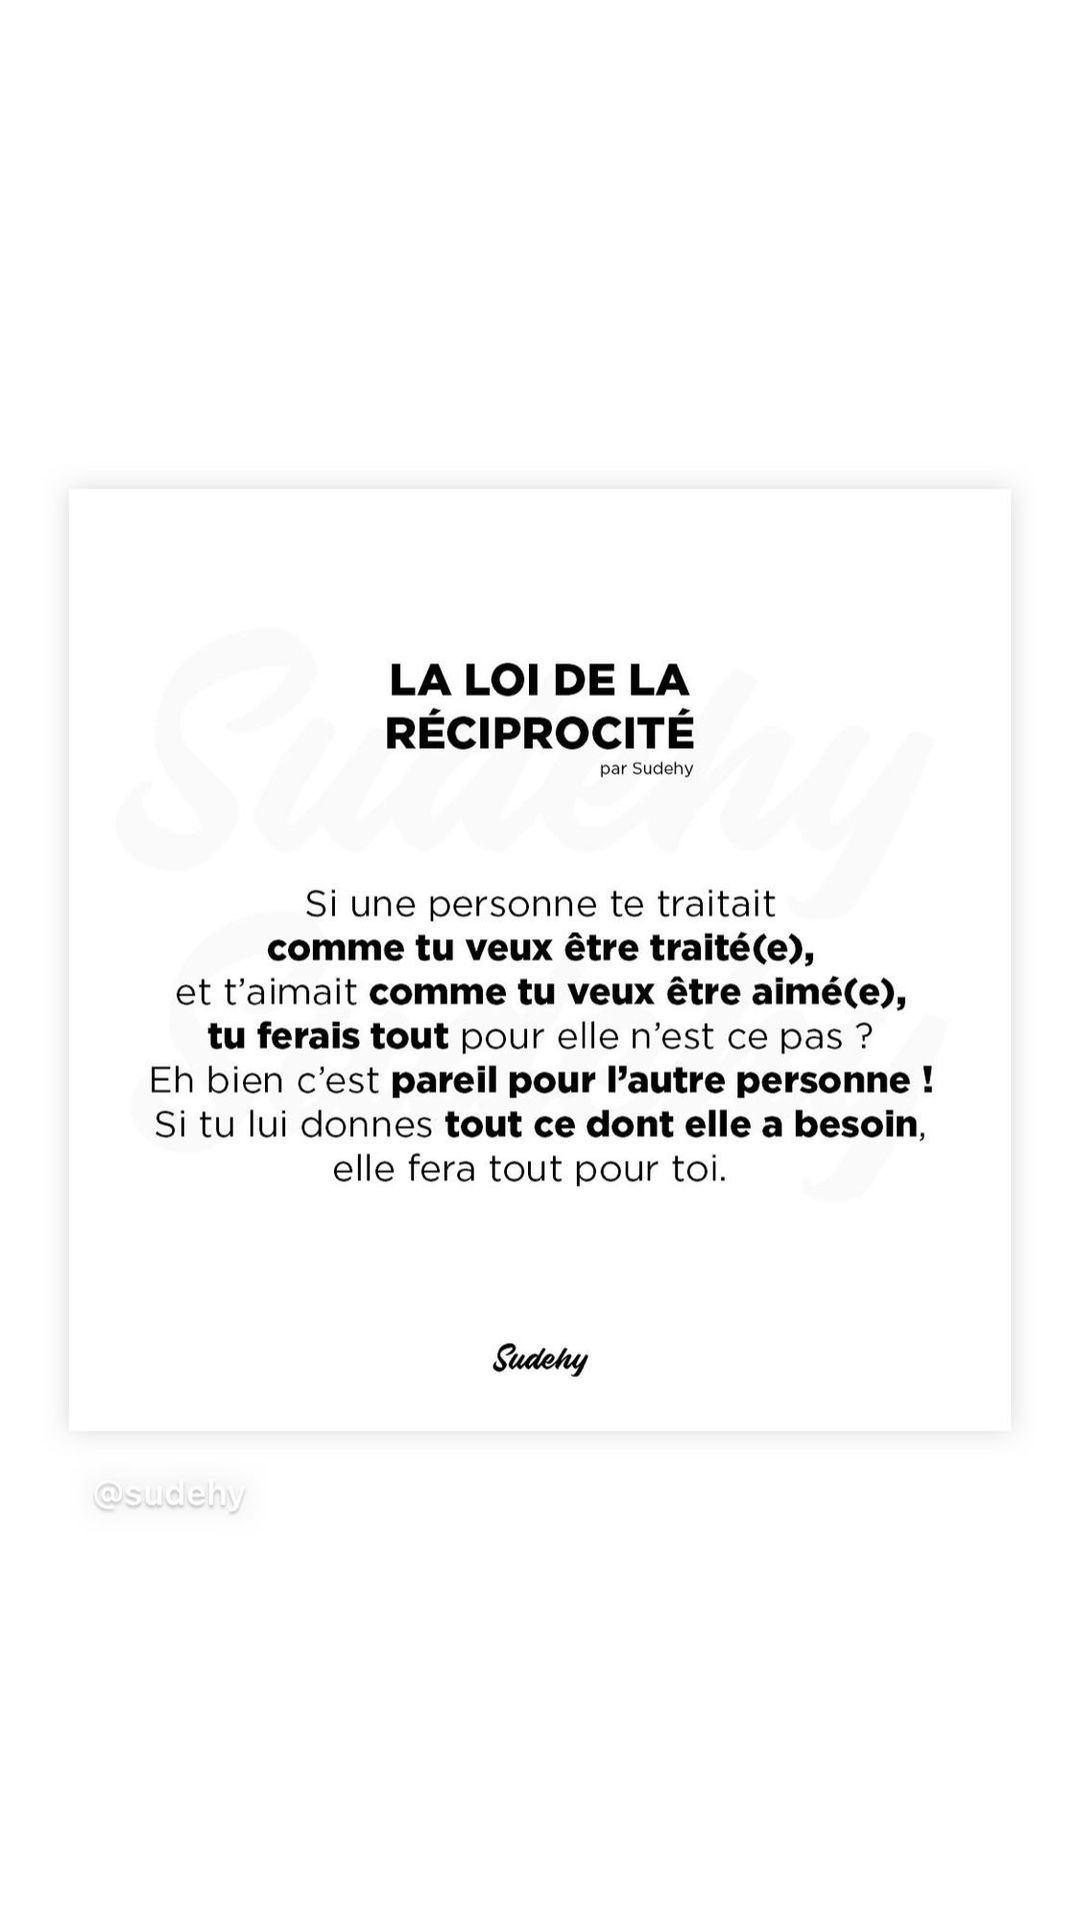 LA LOI DE LA
RÉCIPROCITÉ
par Sudehy
Si une personne te traitait
comme tu veux être traité(e),
et t’aimait comme tu veux être aimé(e),
tu ferais tout pour elle n’est ce pas ?
Eh bien c’est pareil pour l’autre personne !
Si tu lui donnes tout ce dont elle a besoin,
elle fera tout pour toi.
Sudehy
@sudehy
Sudehy
Sudehy